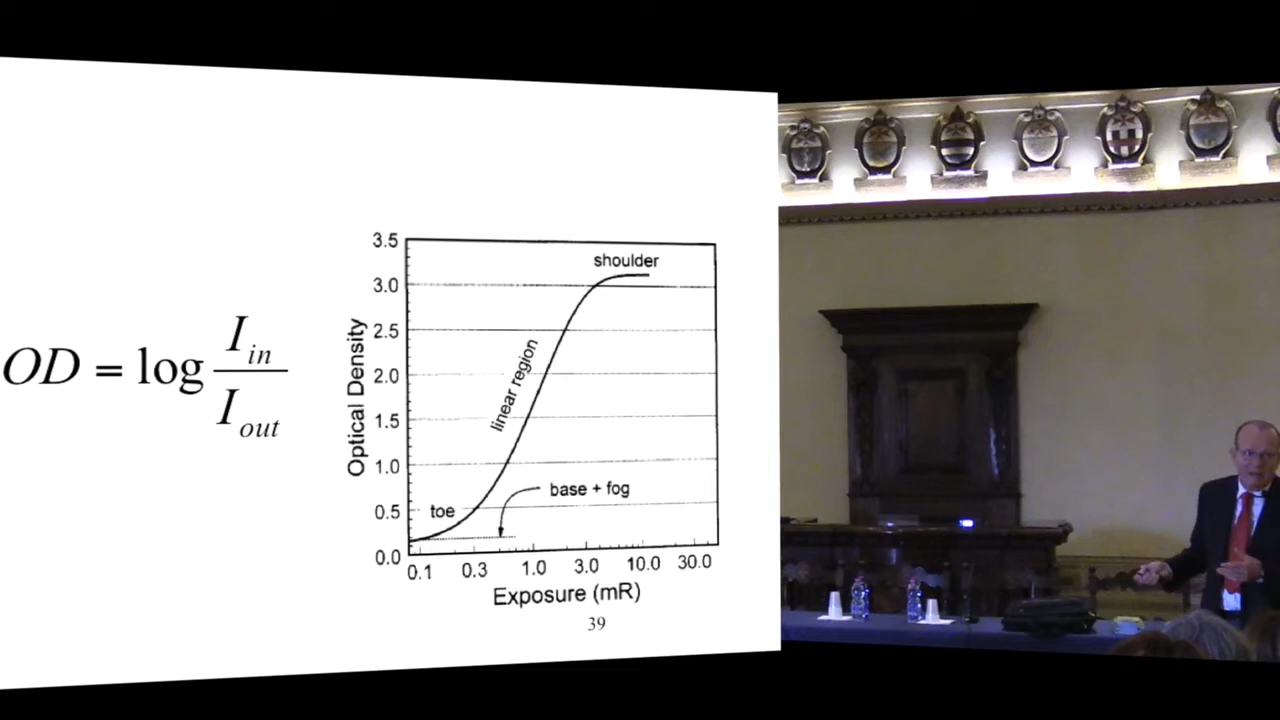 OD = log I_in / I_out
3.5
3.0
2.5
2.0
1.5
1.0
0.5
0.0
Optical Density
shoulder
linear region
base + fog
toe
0.1 0.3 1.0 3.0 10.0 30.0
Exposure (mR)
39